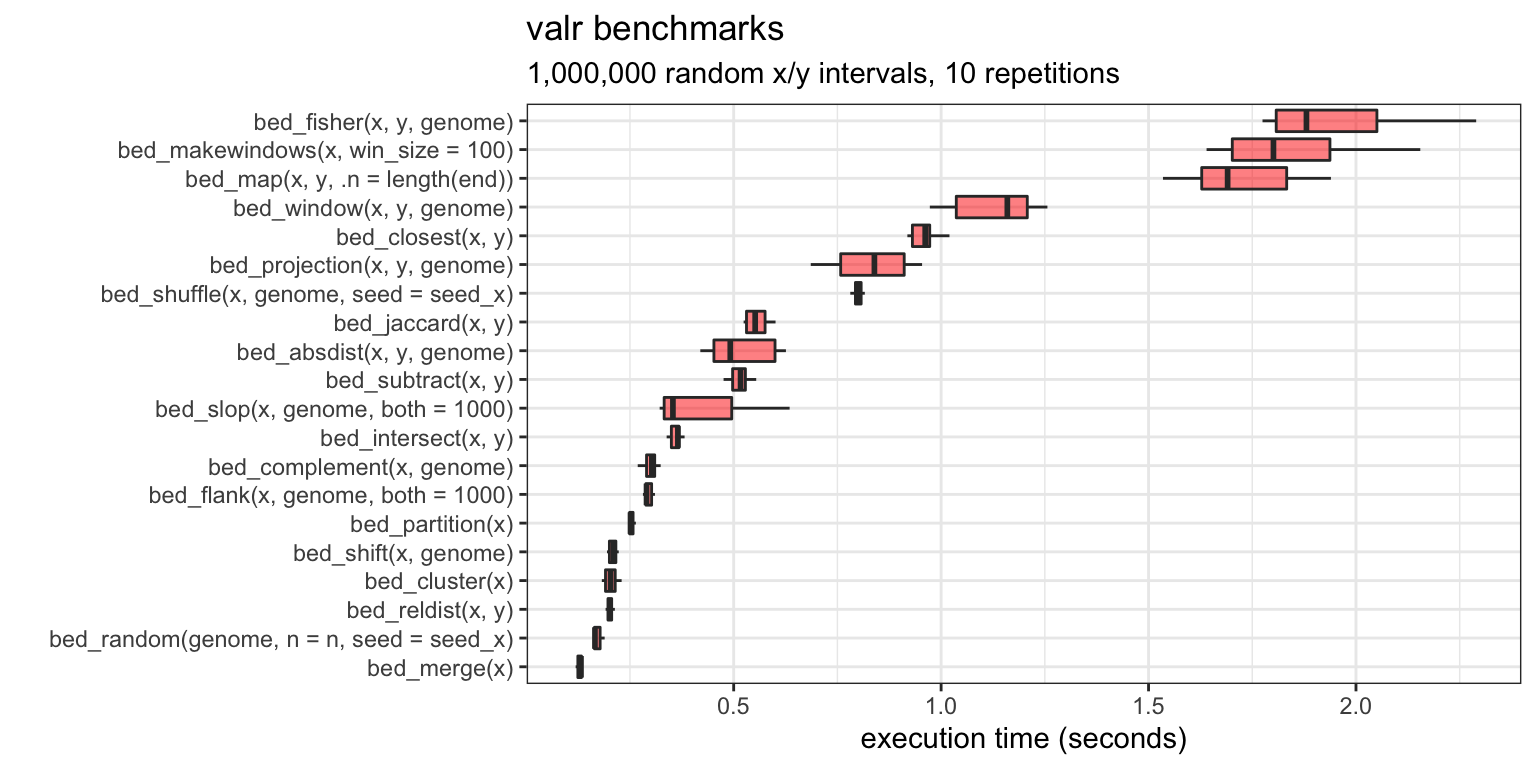 valr benchmarks
1,000,000 random x/y intervals, 10 repetitions
bed_fisher(x, y, genome)
bed_makewindows(x, win_size = 100)
bed_map(x, y, .n = length(end))
bed_window(x, y, genome)
bed_closest(x, y)
bed_projection(x, y, genome)
bed_shuffle(x, genome, seed = seed_x)
bed_jaccard(x, y)
bed_absdist(x, y, genome)
bed_subtract(x, y)
bed_slop(x, genome, both = 1000)
bed_intersect(x, y)
bed_complement(x, genome)
bed_flank(x, genome, both = 1000)
bed_partition(x)
bed_shift(x, genome)
bed_cluster(x)
bed_reldist(x, y)
bed_random(genome, n = n, seed = seed_x)
bed_merge(x)
0.5 1.0 1.5 2.0
execution time (seconds)